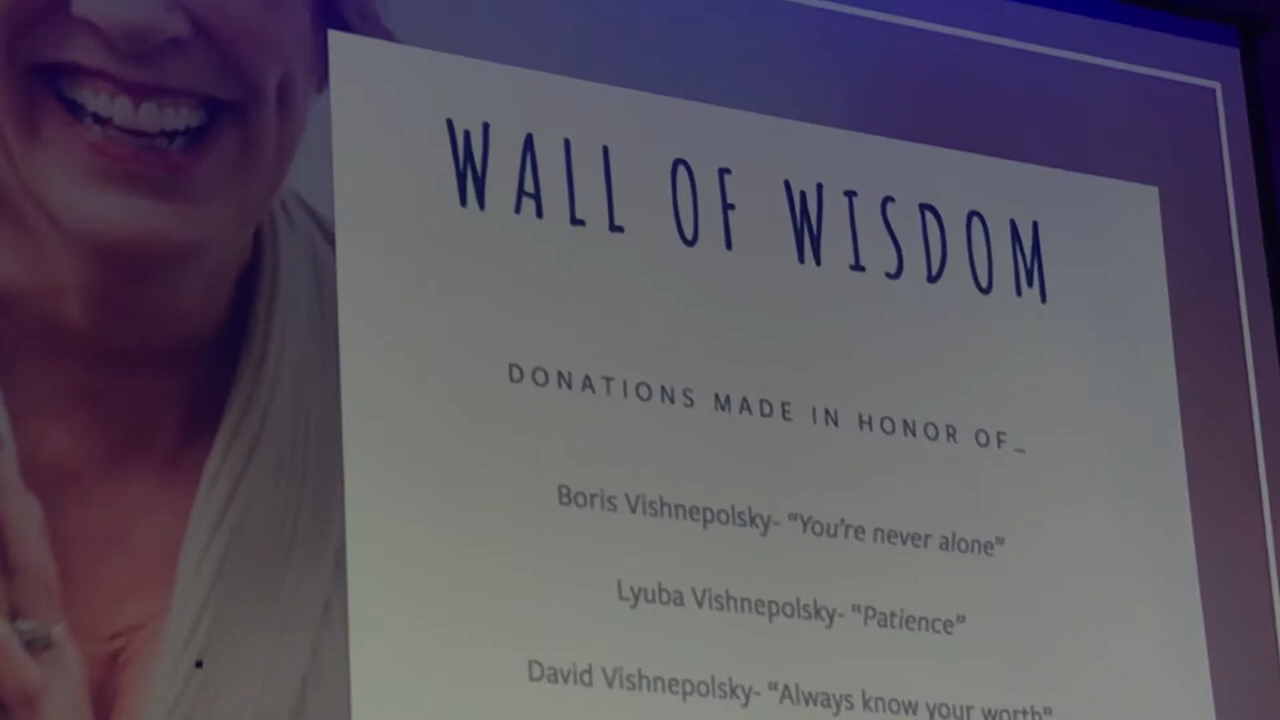 WALL OF WISDOM
DONATIONS MADE IN HONOR OF_
Boris Vishnepolsky- “You're never alone”
Lyuba Vishnepolsky- “Patience”
David Vishnepolsky- “Always know your worth”